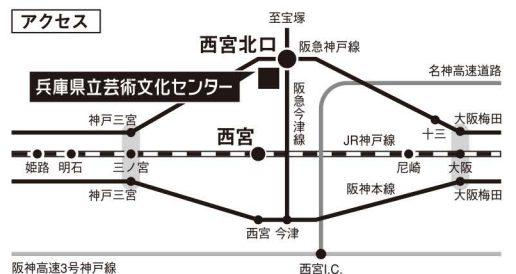 アクセス
至宝塚
西宮北口
阪急神戸線
名神高速道路
兵庫県立芸術文化センター
阪急今津線
神戸三宮
西宮
JR神戸線
十三
大阪梅田
姫路
明石
三ノ宮
尼崎
大阪
神戸三宮
阪神本線
大阪梅田
西宮
今津
阪神高速3号神戸線
西宮I.C.